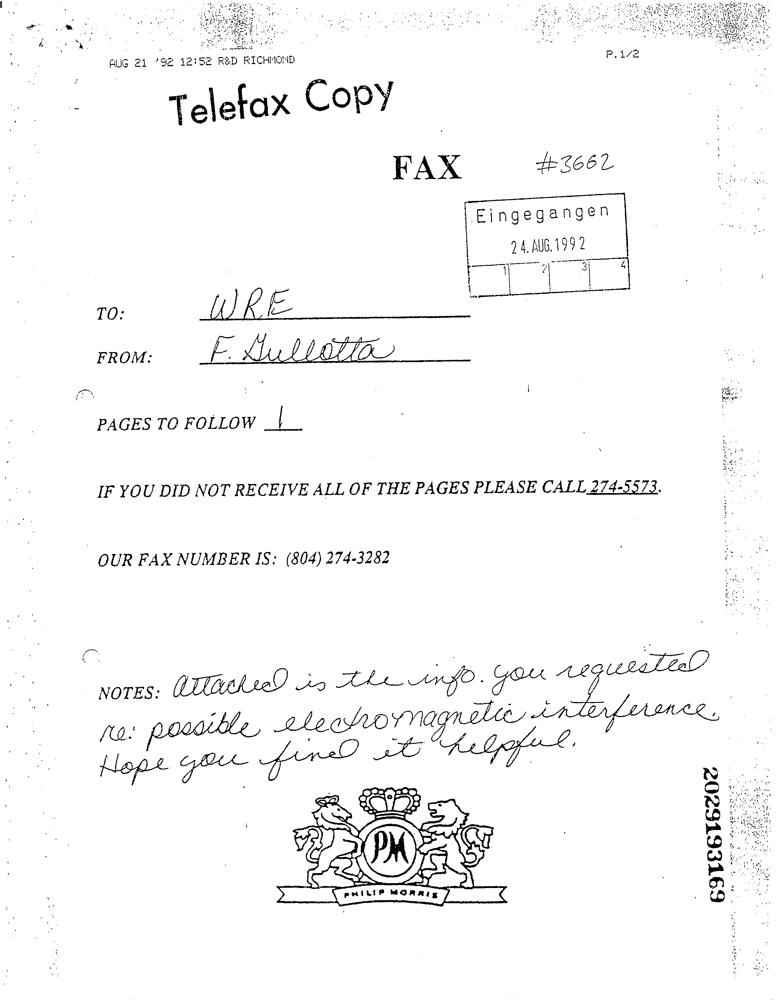 AUG 21 '92 12:52 R&D RICHMOND P.1/2
Telefax Copy
FAX #3662
Eingegangen
24.AUG.1992
1 2 3 4
TO: WRE
FROM: F. Gullotta
PAGES TO FOLLOW 1
IF YOU DID NOT RECEIVE ALL OF THE PAGES PLEASE CALL 274-5573.
OUR FAX NUMBER IS: (804) 274-3282
NOTES: Attached is the info. you requested
re: possible electromagnetic interference.
Hope you find it helpful.
PM
PHILIP MORRIS
2029193169